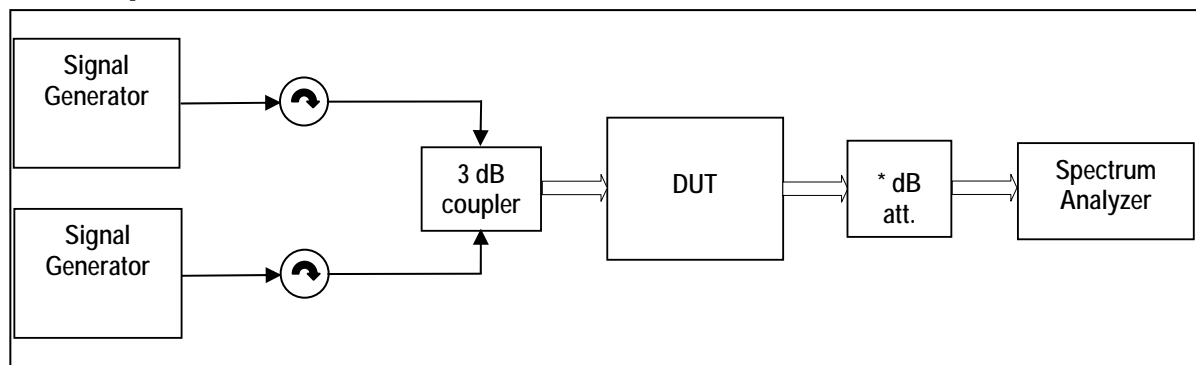 Signal
Generator
3 dB
coupler
DUT
* dB
att.
Spectrum
Analyzer
Signal
Generator